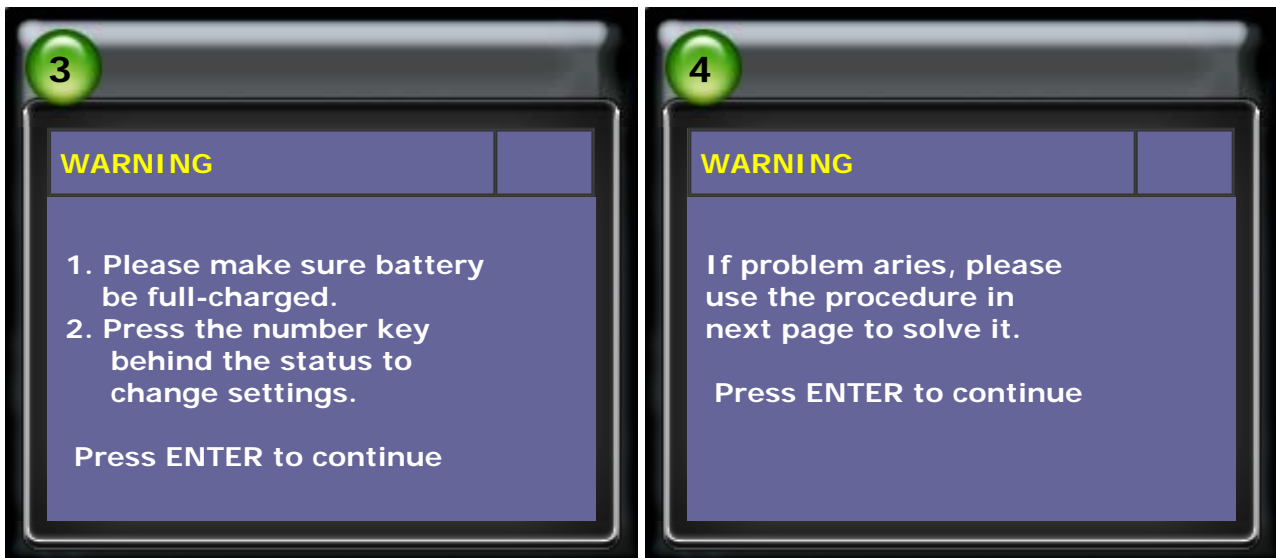 3
WARNING
1. Please make sure battery
be full-charged.
2. Press the number key
behind the status to
change settings.
Press ENTER to continue
4
WARNING
If problem aries, please
use the procedure in
next page to solve it.
Press ENTER to continue